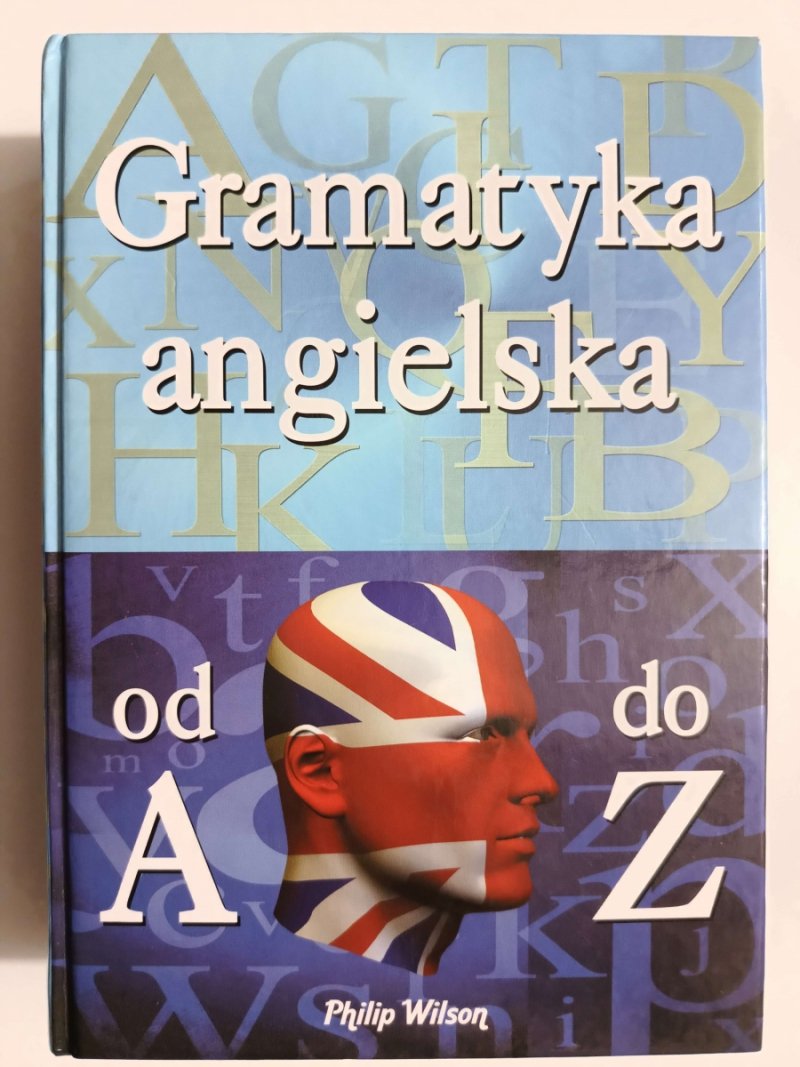 Gramatyka
angielska
od do
A Z
Philip Wilson